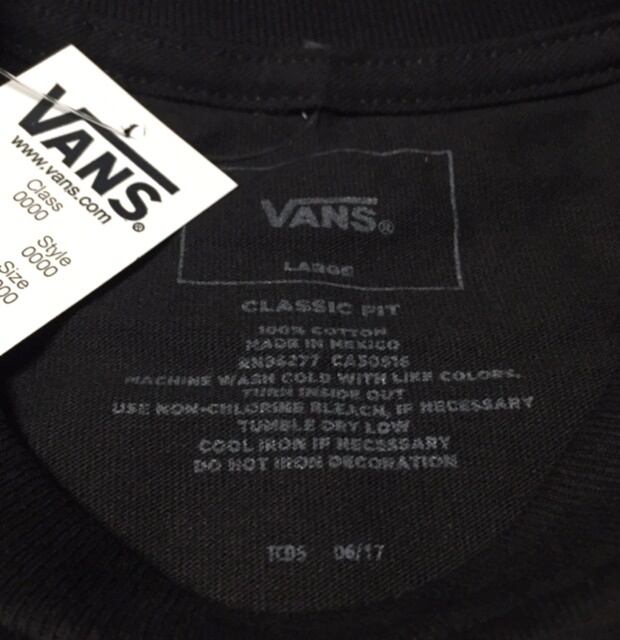 VANS
www.vans.com
Class
0000
Style
0000
Size
VANS®
LARGE
CLASSIC FIT
100% COTTON
MADE IN MEXICO
RN36277 CA30516
MACHINE WASH COLD WITH LIKE COLORS.
TURN INSIDE OUT
USE NON-CHLORINE BLEACH, IF NECESSARY
TUMBLE DRY LOW
COOL IRON IF NECESSARY
DO NOT IRON DECORATION
06/17